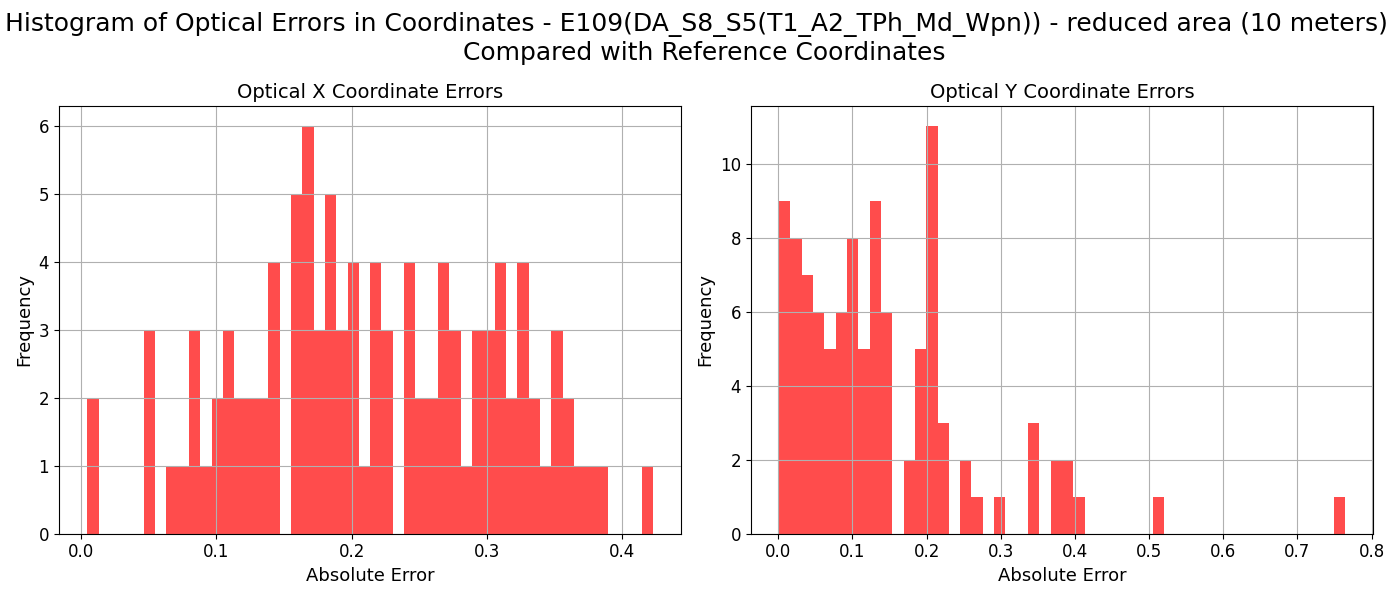 Histogram of Optical Errors in Coordinates - E109(DA_S8_S5(T1_A2_TPh_Md_Wpn)) - reduced area (10 meters)
Compared with Reference Coordinates
Optical X Coordinate Errors
Frequency
6
5
4
3
2
1
0
0.0 0.1 0.2 0.3 0.4
Absolute Error
Optical Y Coordinate Errors
Frequency
10
8
6
4
2
0
0.0 0.1 0.2 0.3 0.4 0.5 0.6 0.7 0.8
Absolute Error